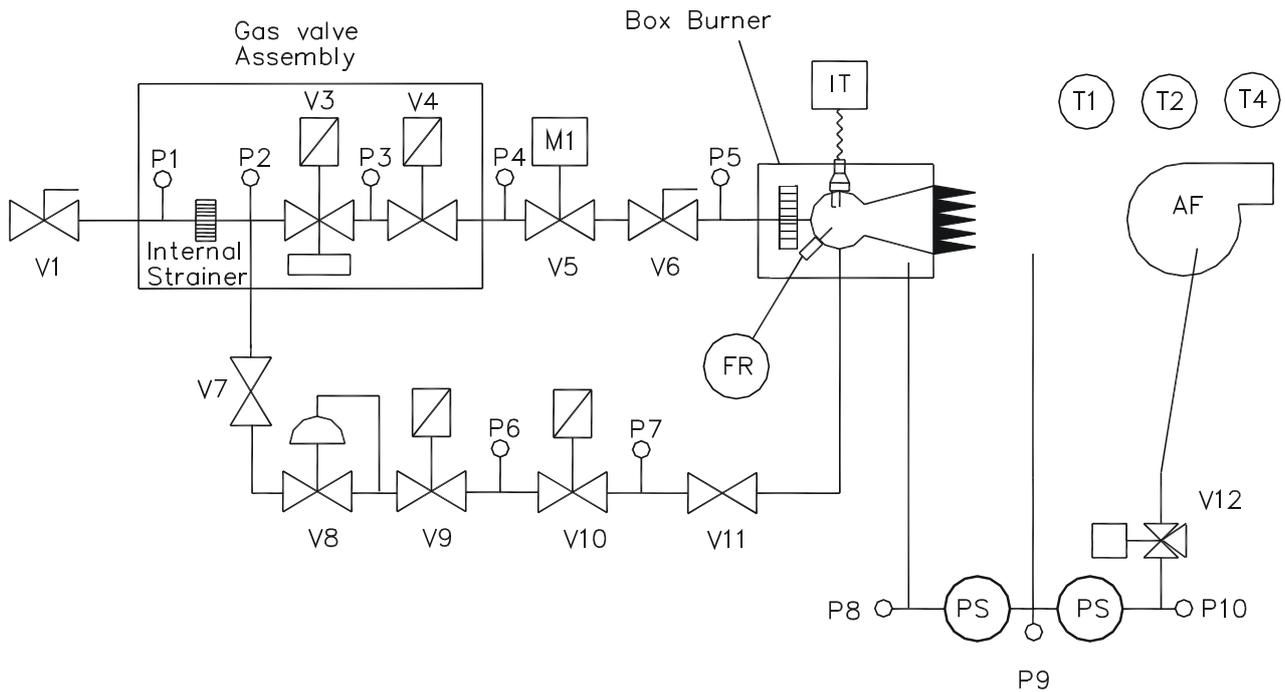 Box Burner
Gas valve
Assembly
IT
T1
T2
T4
V3
V4
M1
P1
P2
P3
P4
P5
AF
Internal
Strainer
V1
V5
V6
FR
V7
P6
P7
V8
V9
V10
V11
V12
P8
PS
PS
P10
P9